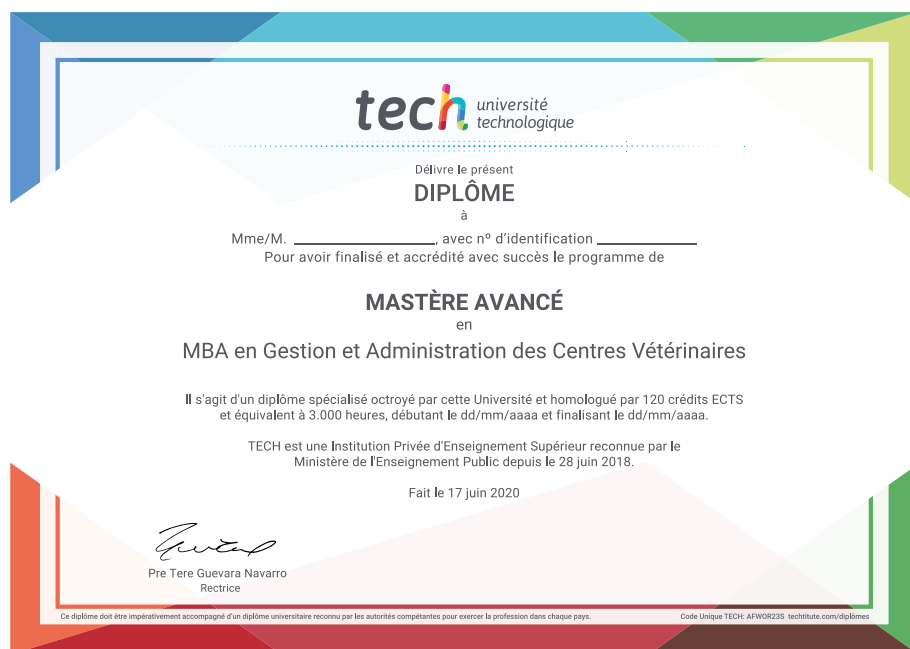 tech université
technologique
Délivre le présent
DIPLÔME
à
Mme/M. ____________________, avec nº d'identification ______________
Pour avoir finalisé et accrédité avec succès le programme de
MASTÈRE AVANCÉ
en
MBA en Gestion et Administration des Centres Vétérinaires
Il s'agit d'un diplôme spécialisé octroyé par cette Université et homologué par 120 crédits ECTS
et équivalent à 3.000 heures, débutant le dd/mm/aaaa et finalisant le dd/mm/aaaa.
TECH est une Institution Privée d'Enseignement Supérieur reconnue par le
Ministère de l'Enseignement Public depuis le 28 juin 2018.
Fait le 17 juin 2020
Pre Tere Guevara Navarro
Rectrice
Ce diplôme doit être impérativement accompagné d'un diplôme universitaire reconnu par les autorités compétantes pour exercer la profession dans chaque pays.
Code Unique TECH: AFWOR23S techtitute.com/diplômes